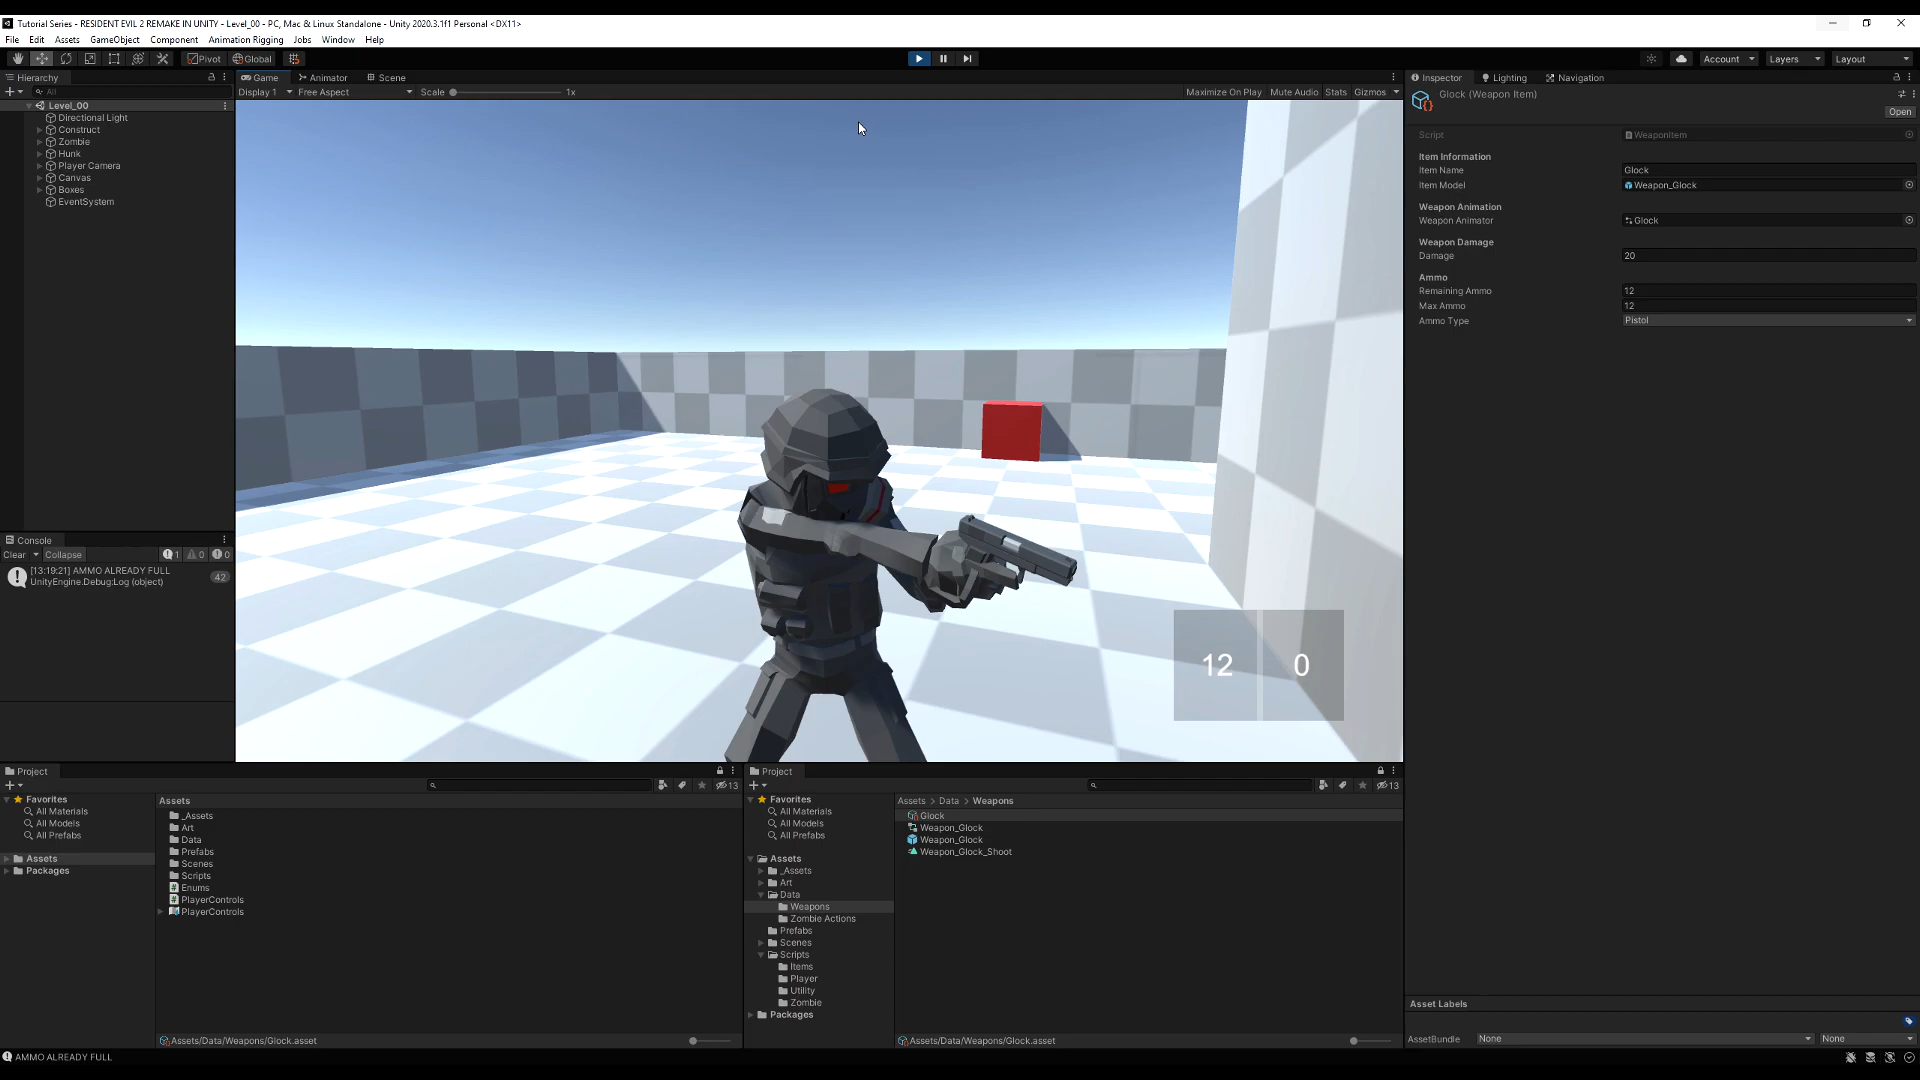 Tutorial Series - RESIDENT EVIL 2 REMAKE IN UNITY - Level_00 - PC, Mac & Linux Standalone - Unity 2020.3.1f1 Personal <DX11>
File Edit Assets GameObject Component Animation Rigging Jobs Window Help
Pivot Global Account Layers Layout
Hierarchy Game Animator Scene Inspector Lighting Navigation
All Display 1 Free Aspect Scale 1x Maximize On Play Mute Audio Stats Gizmos
Glock (Weapon Item)
Open
Level_00
Directional Light
Construct
Zombie
Hunk
Player Camera
Canvas
Boxes
EventSystem
Script WeaponItem
Item Information
Item Name Glock
Item Model Weapon_Glock
Weapon Animation
Weapon Animator Glock
Weapon Damage
Damage 20
Ammo
Remaining Ammo 12
Max Ammo 12
Ammo Type Pistol
Console
Clear Collapse 1 0 0
[13:19:21] AMMO ALREADY FULL
UnityEngine.Debug:Log (object)
42
12 0
Project
13
Favorites
All Materials
All Models
All Prefabs
Assets
Packages
Assets
_Assets
Art
Data
Prefabs
Scenes
Scripts
Enums
PlayerControls
PlayerControls
Assets/Data/Weapons/Glock.asset
Project
13
Favorites
All Materials
All Models
All Prefabs
Assets
_Assets
Art
Data
Weapons
Zombie Actions
Prefabs
Scenes
Scripts
Items
Player
Utility
Zombie
Packages
Assets > Data > Weapons
Glock
Weapon_Glock
Weapon_Glock
Weapon_Glock_Shoot
Assets/Data/Weapons/Glock.asset
Asset Labels
AssetBundle None None
AMMO ALREADY FULL